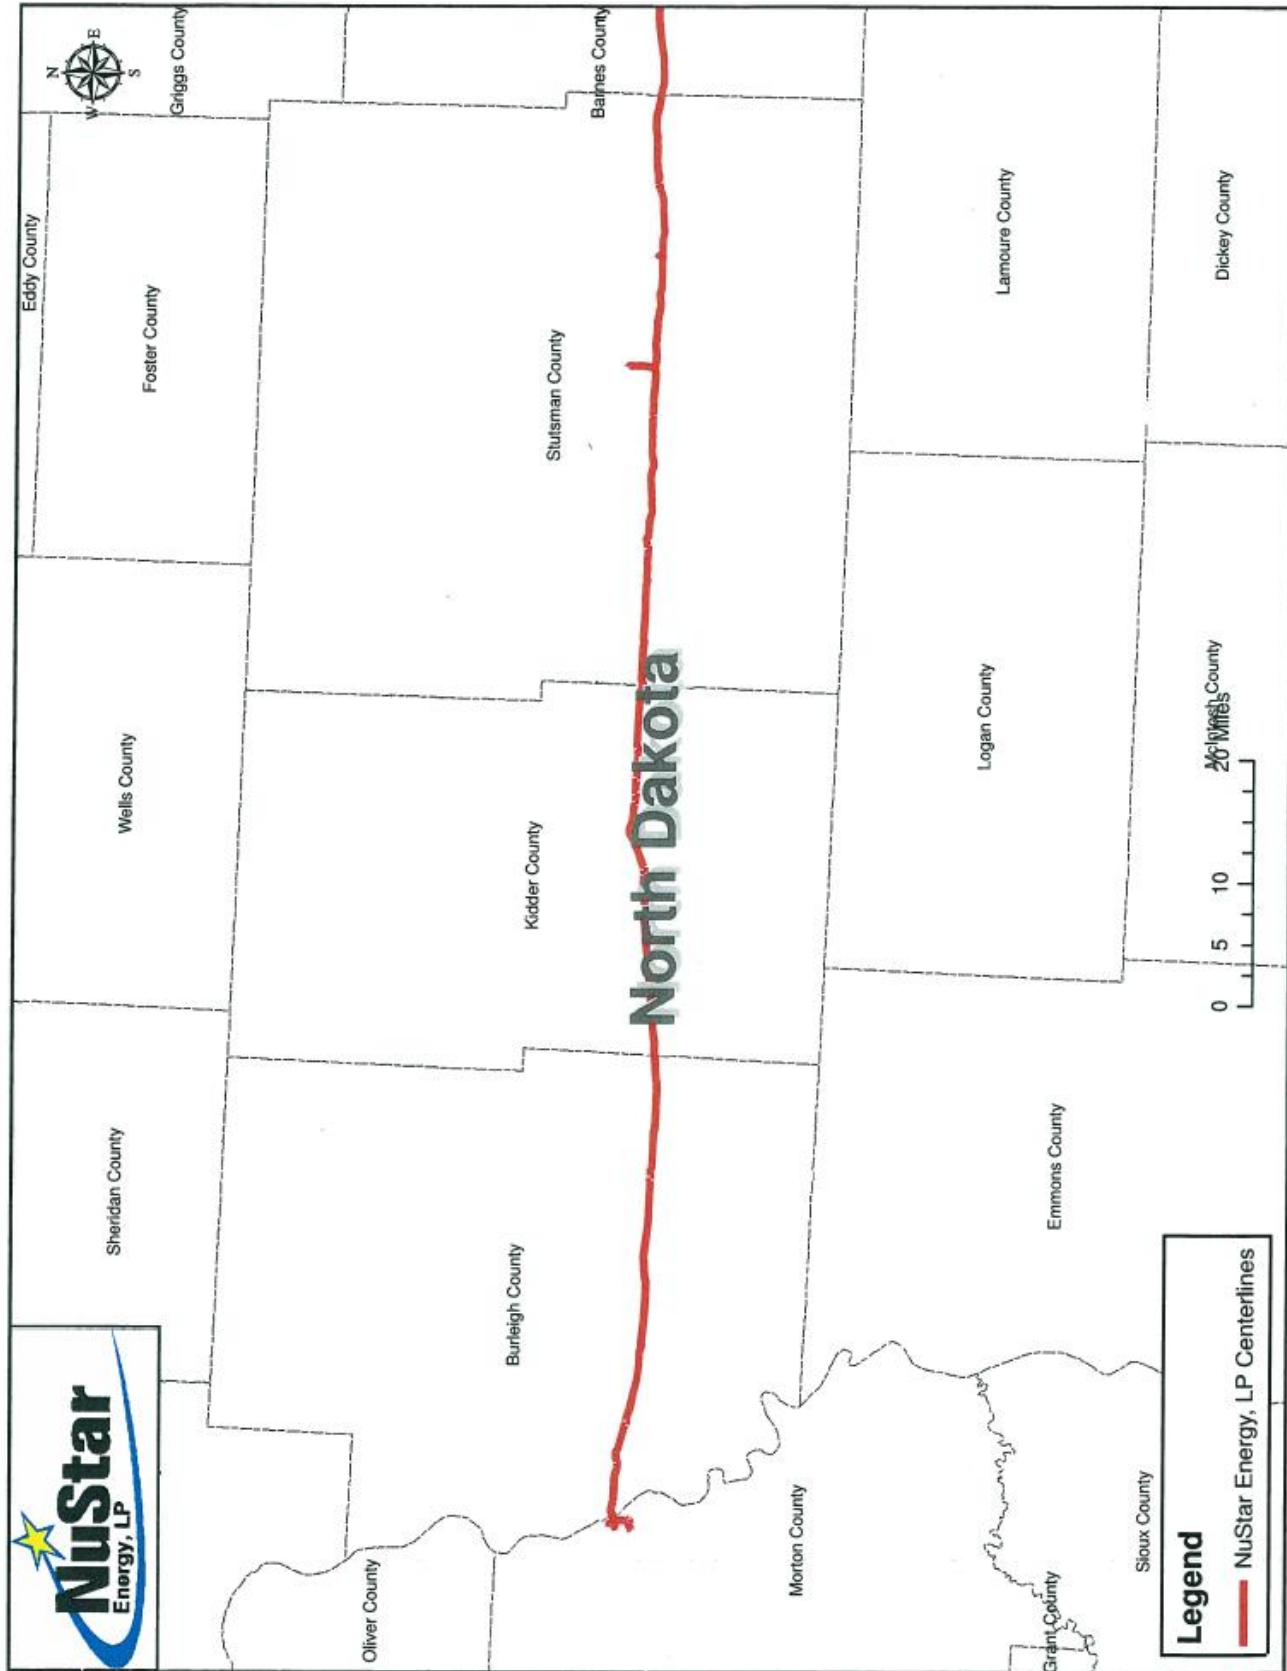 NuStar
Energy, LP
Sheridan County
Wells County
Eddy County
Foster County
Griggs County
N
E
S
W
Oliver County
Burleigh County
Kidder County
Stutsman County
Barnes County
North Dakota
Morton County
Emmons County
Logan County
Lamoure County
Grant County
Sioux County
McIntosh County
Dickey County
0
5
10
20 Miles
Legend
NuStar Energy, LP Centerlines